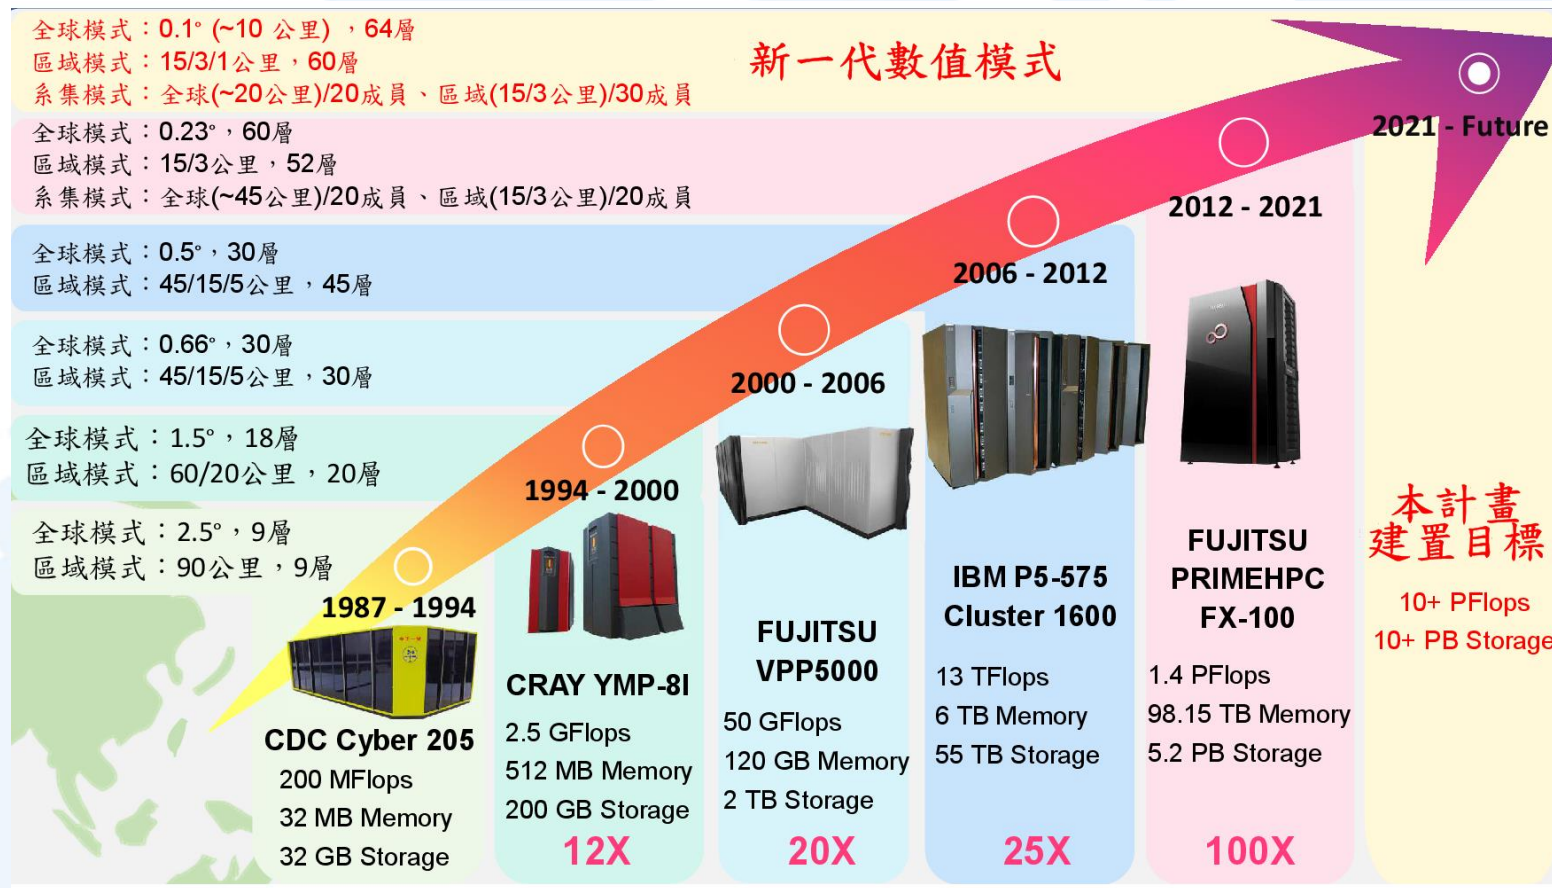 全球模式：0.1° (~10 公里) ，64層
區域模式：15/3/1公里，60層
系集模式：全球(~20公里)/20成員、區域(15/3公里)/30成員
新一代數值模式
2021 - Future
全球模式：0.23°，60層
區域模式：15/3公里，52層
系集模式：全球(~45公里)/20成員、區域(15/3公里)/20成員
2012 - 2021
全球模式：0.5°，30層
區域模式：45/15/5公里，45層
2006 - 2012
全球模式：0.66°，30層
區域模式：45/15/5公里，30層
2000 - 2006
全球模式：1.5°，18層
區域模式：60/20公里，20層
1994 - 2000
全球模式：2.5°，9層
區域模式：90公里，9層
1987 - 1994
CDC Cyber 205
200 MFlops
32 MB Memory
32 GB Storage
CRAY YMP-8I
2.5 GFlops
512 MB Memory
200 GB Storage
12X
FUJITSU
VPP5000
50 GFlops
120 GB Memory
2 TB Storage
20X
IBM P5-575
Cluster 1600
13 TFlops
6 TB Memory
55 TB Storage
25X
FUJITSU
PRIMEHPC
FX-100
1.4 PFlops
98.15 TB Memory
5.2 PB Storage
100X
本計畫
建置目標
10+ PFlops
10+ PB Storage